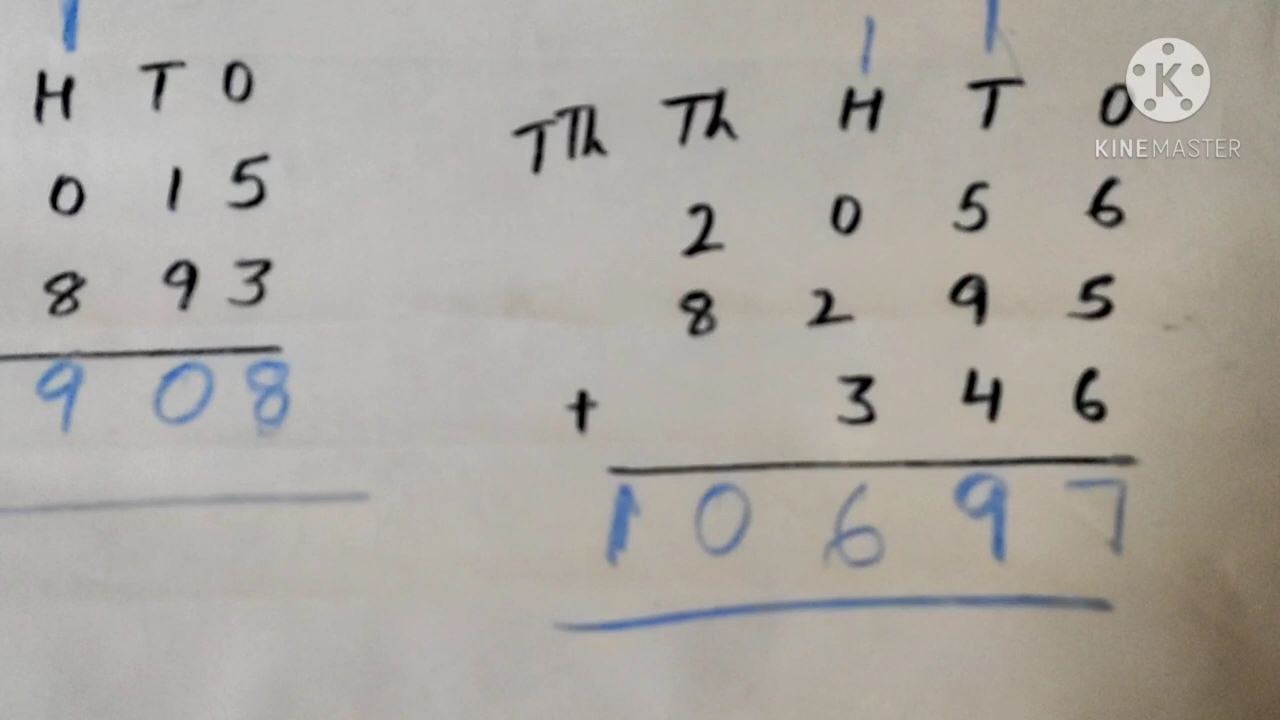 1
H T O
0 1 5
8 9 3
9 0 8
1 1
TTh Th H T O
2 0 5 6
8 2 9 5
+ 3 4 6
1 0 6 9 7
K
KINEMASTER